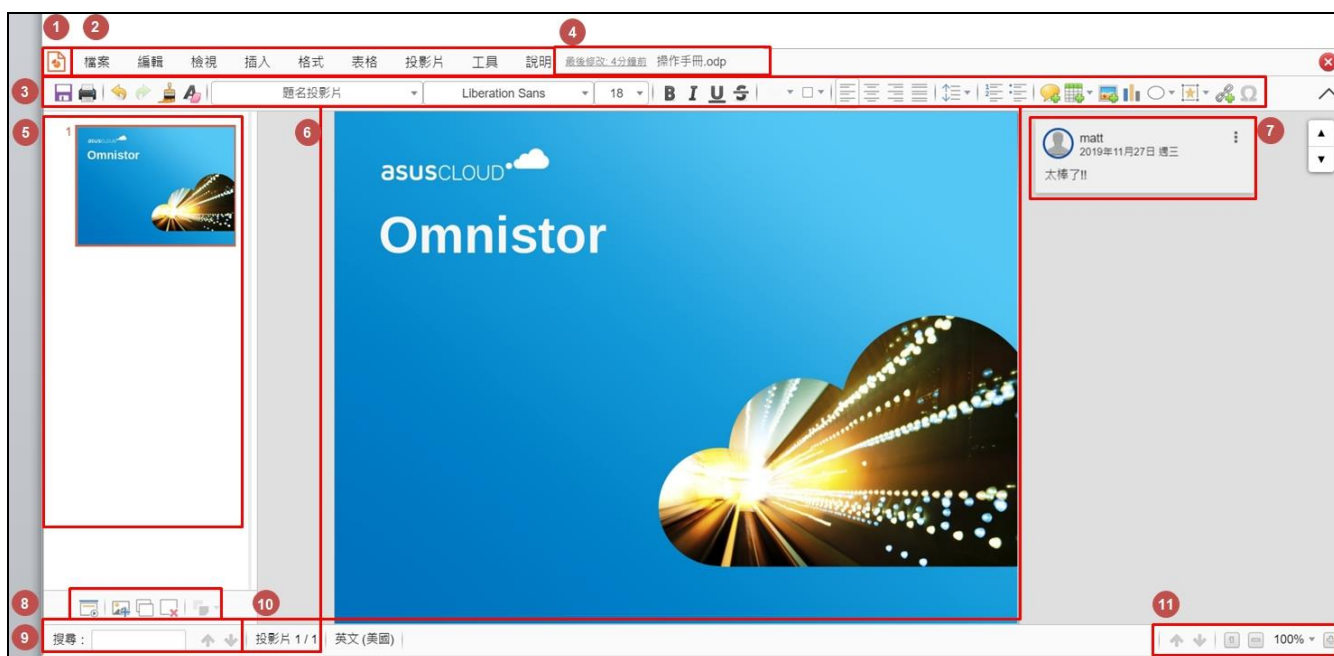 1 2 4
檔案 編輯 檢視 插入 格式 表格 投影片 工具 說明 最後修改: 4分鐘前 操作手冊.odp
3 題名投影片 Liberation Sans 18 B I U S Ω
5 6 7
1
asuscloud
Omnistor
asuscloud
Omnistor
matt
2019年11月27日 週三
太棒了!!
8 10 11
9 搜尋： 投影片 1 / 1 英文 (美國) 100%